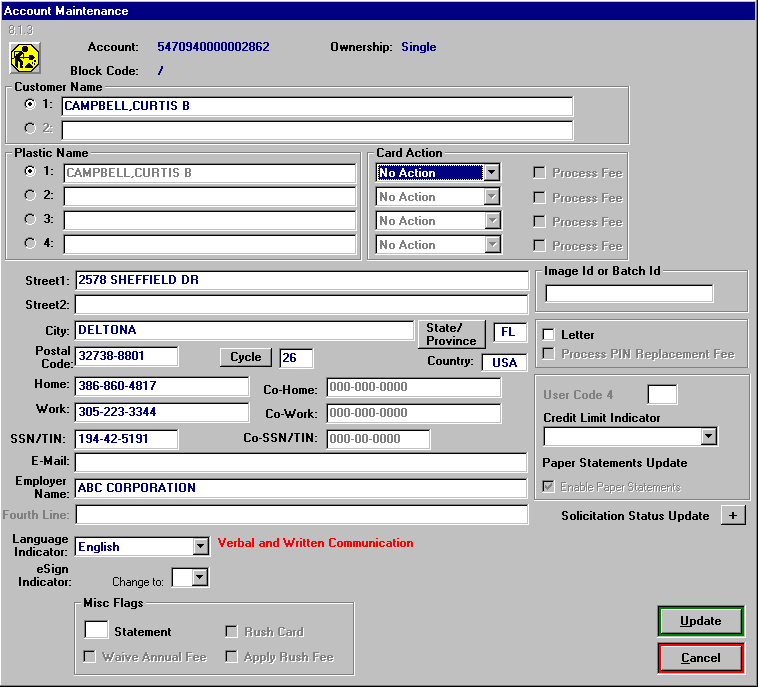 Account Maintenance
8.1.3
Account: 5470940000002862 Ownership: Single
Block Code: /
Customer Name
1: CAMPBELL,CURTIS B
2:
Plastic Name
1: CAMPBELL,CURTIS B
2:
3:
4:
Card Action
No Action Process Fee
No Action Process Fee
No Action Process Fee
No Action Process Fee
Street1: 2578 SHEFFIELD DR
Street2:
City: DELTONA State/
Province FL
Postal
Code: 32738-8801 Cycle 26 Country: USA
Home: 386-860-4817 Co-Home: 000-000-0000
Work: 305-223-3344 Co-Work: 000-000-0000
SSN/TIN: 194-42-5191 Co-SSN/TIN: 000-00-0000
E-Mail:
Employer
Name: ABC CORPORATION
Fourth Line:
Image Id or Batch Id
Letter
Process PIN Replacement Fee
User Code 4
Credit Limit Indicator
Paper Statements Update
Enable Paper Statements
Solicitation Status Update +
Language
Indicator: English Verbal and Written Communication
eSign
Indicator: Change to:
Misc Flags
Statement Rush Card
Waive Annual Fee Apply Rush Fee
Update
Cancel